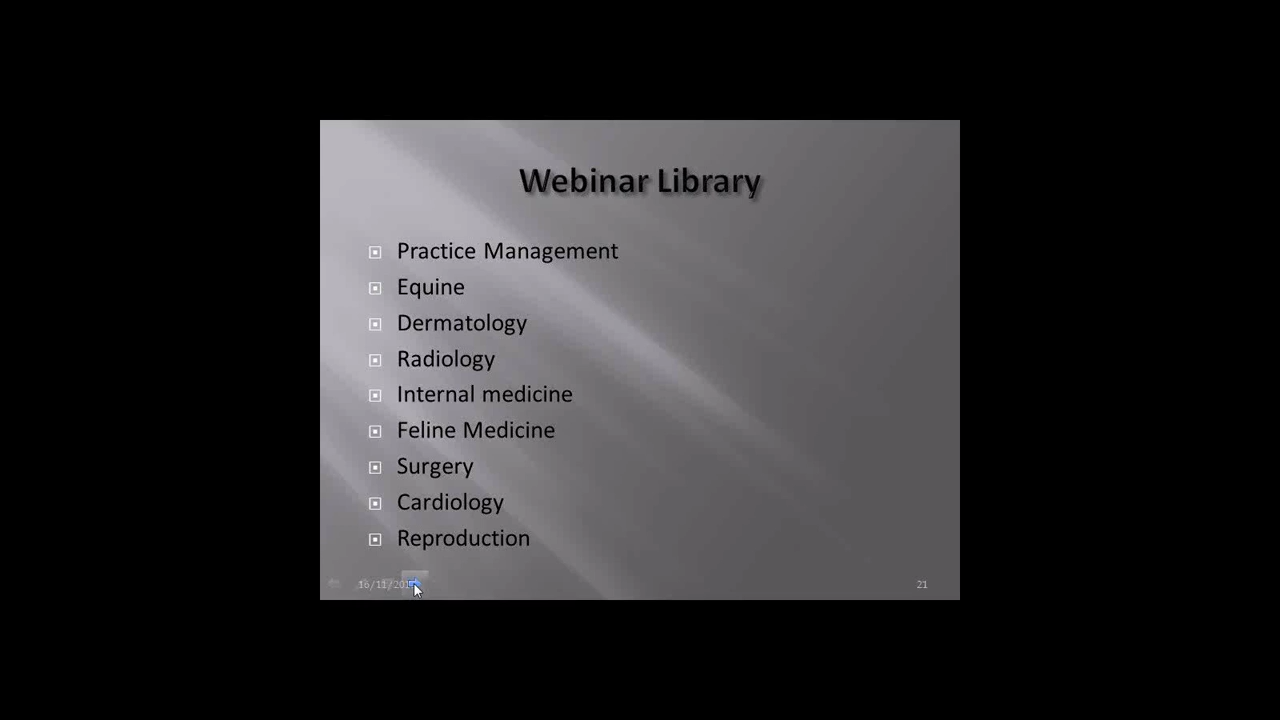 Webinar Library
Practice Management
Equine
Dermatology
Radiology
Internal medicine
Feline Medicine
Surgery
Cardiology
Reproduction
21